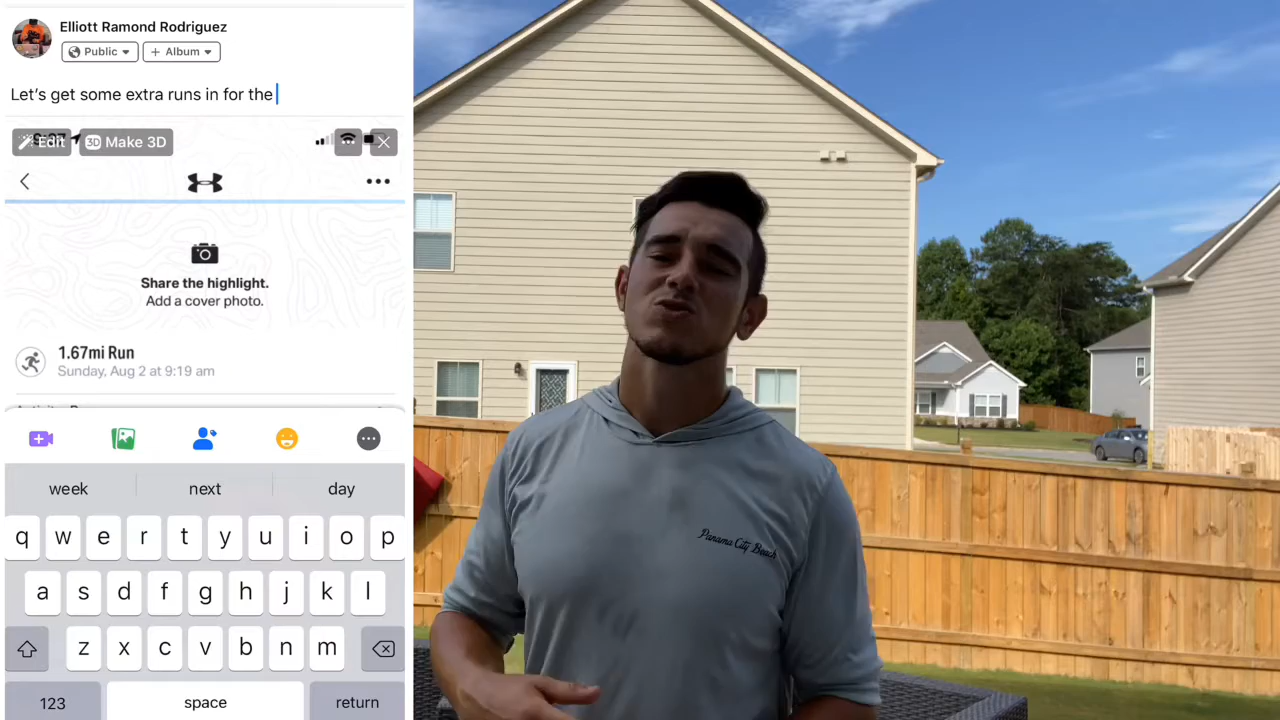 Elliott Ramond Rodriguez
Public
+ Album
Let's get some extra runs in for the
Edit
3D Make 3D
Share the highlight.
Add a cover photo.
1.67mi Run
Sunday, Aug 2 at 9:19 am
week next day
q w e r t y u i o p
a s d f g h j k l
z x c v b n m
123 space return
Panama City Beach